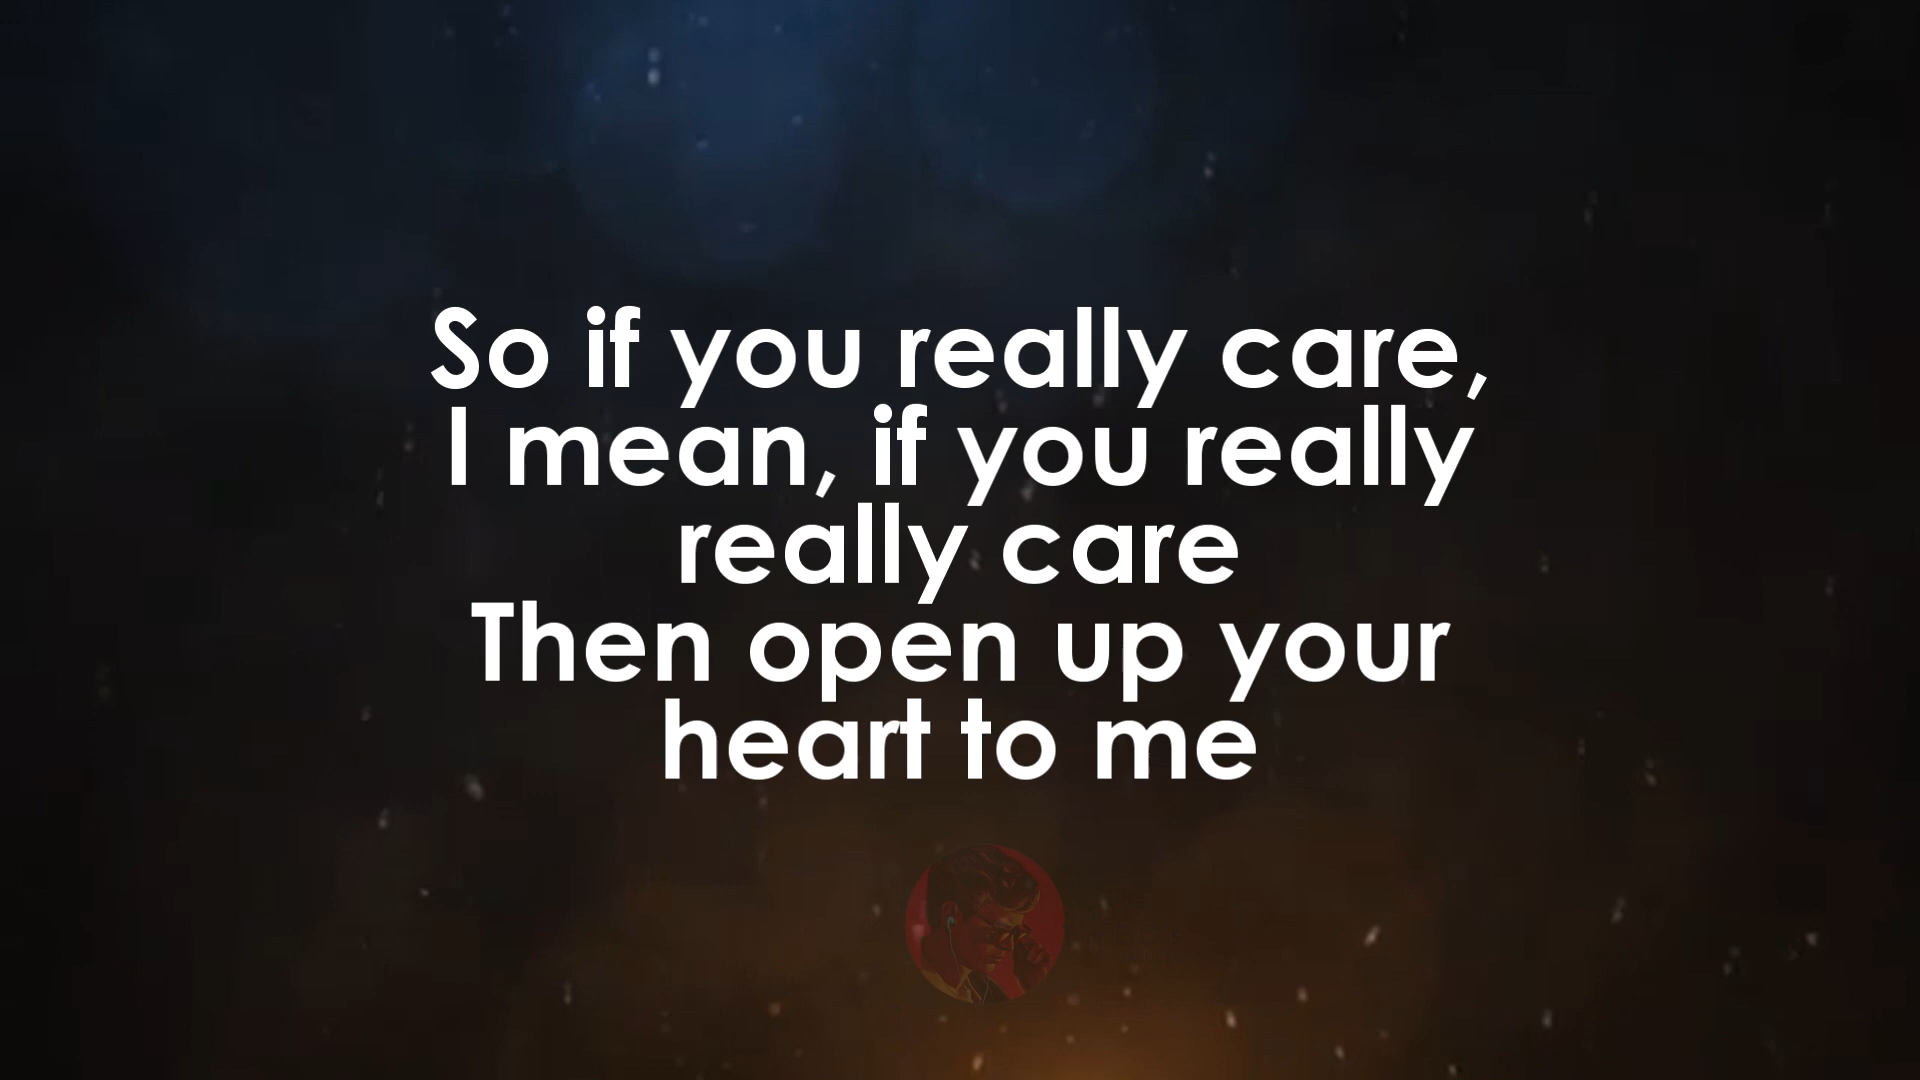 So if you really care,
I mean, if you really
really care
Then open up your
heart to me